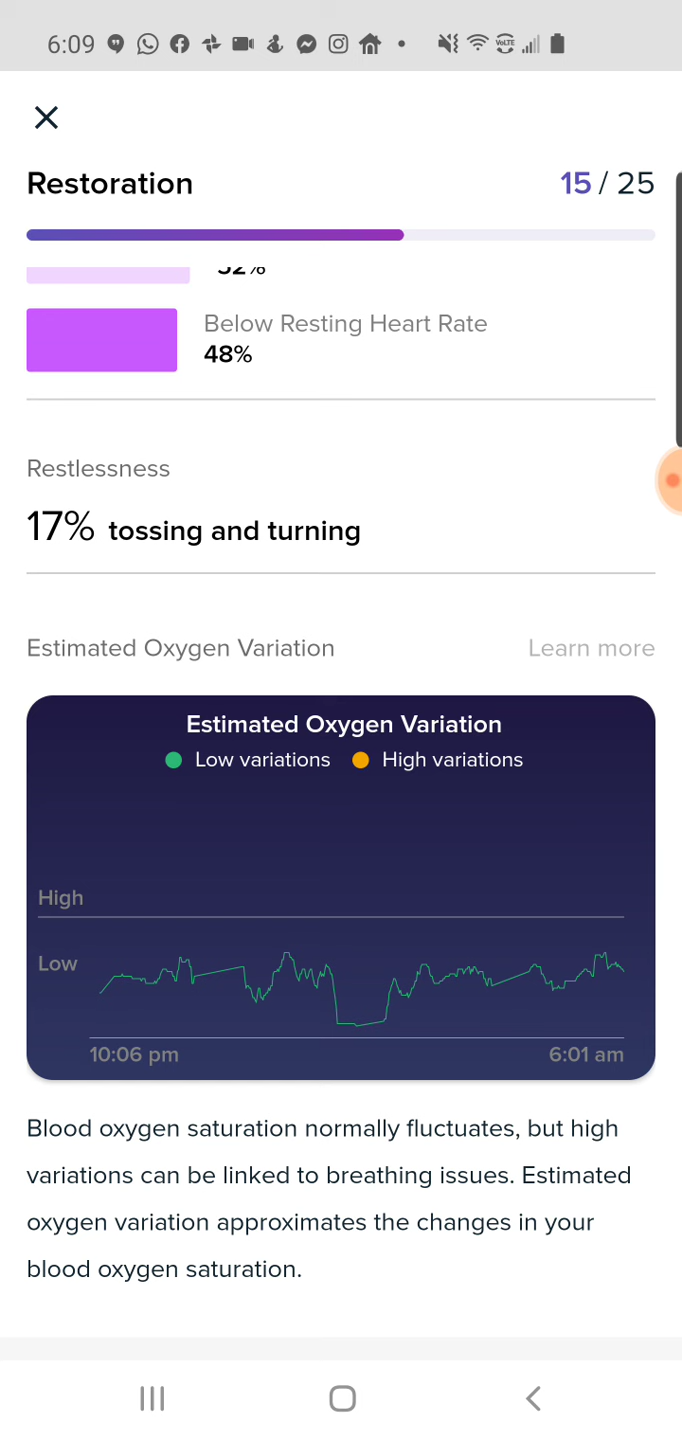 6:09
VoLTE
Restoration 15 / 25
Below Resting Heart Rate
48%
Restlessness
17% tossing and turning
Estimated Oxygen Variation Learn more
Estimated Oxygen Variation
Low variations High variations
High
Low
10:06 pm 6:01 am
Blood oxygen saturation normally fluctuates, but high
variations can be linked to breathing issues. Estimated
oxygen variation approximates the changes in your
blood oxygen saturation.